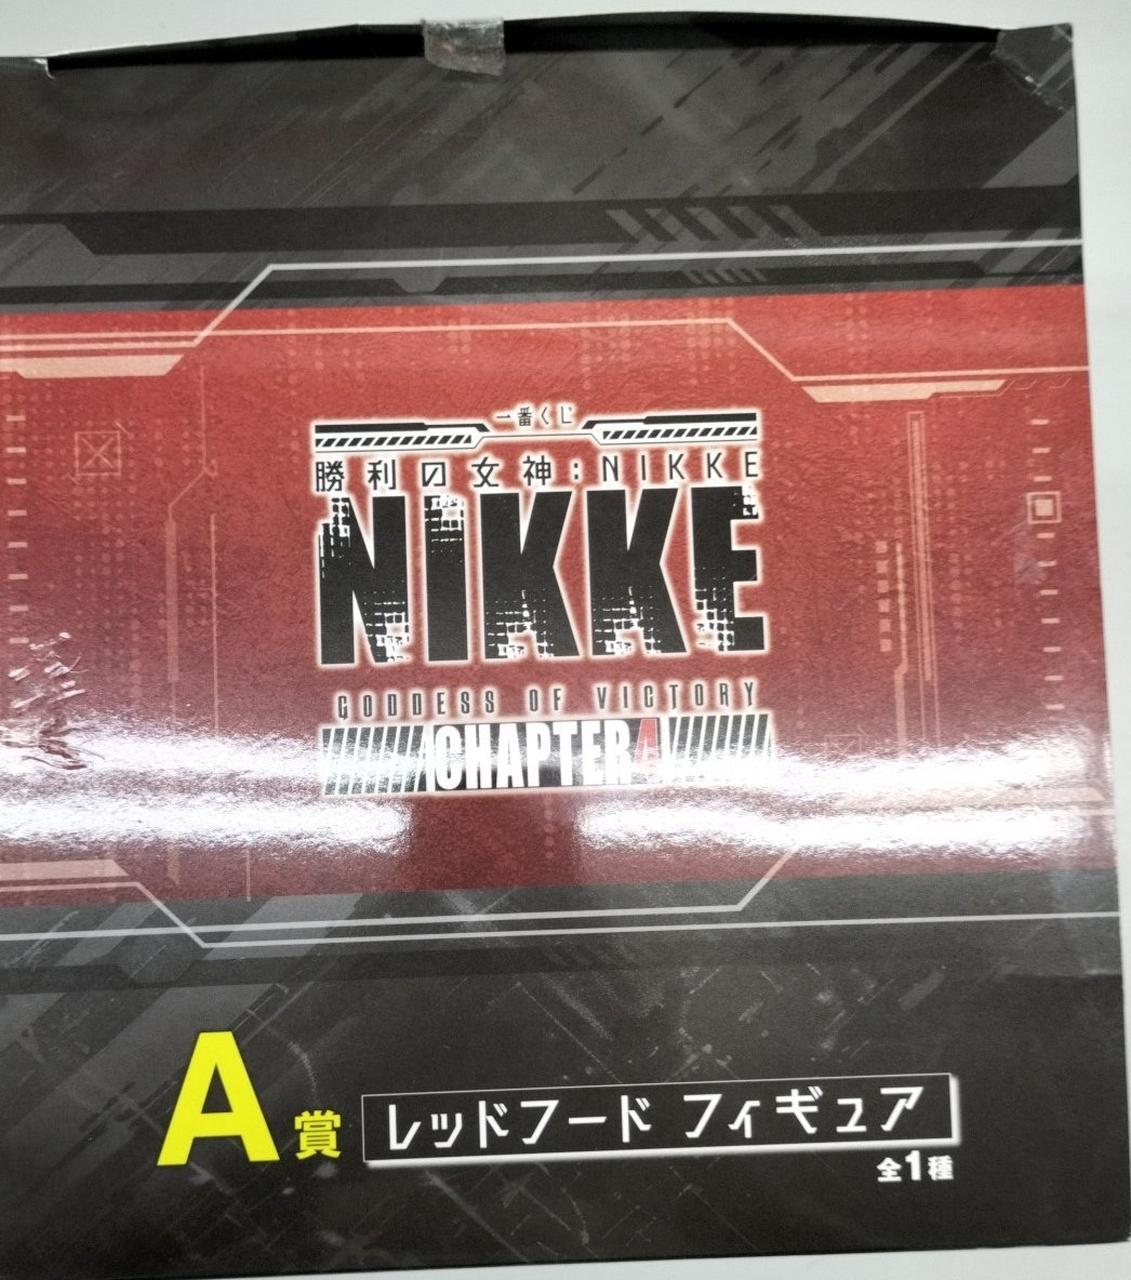 一番くじ
勝利の女神:NIKKE
NIKKE
GODDESS OF VICTORY
CHAPTER4
A賞 レッドフード フィギュア
全1種